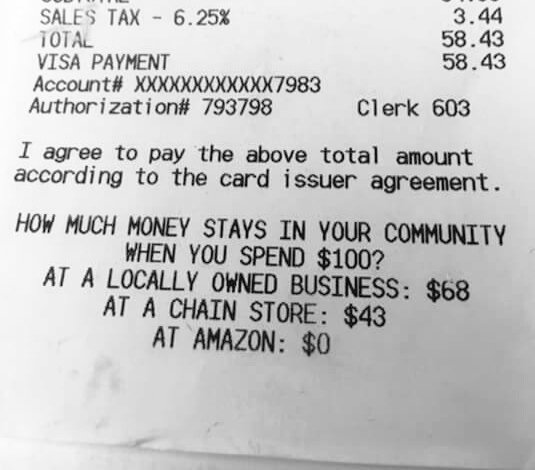 SALES TAX - 6.25% 3.44
TOTAL 58.43
VISA PAYMENT 58.43
Account# XXXXXXXXXXXX7983
Authorization# 793798 Clerk 603
I agree to pay the above total amount
according to the card issuer agreement.
HOW MUCH MONEY STAYS IN YOUR COMMUNITY
WHEN YOU SPEND $100?
AT A LOCALLY OWNED BUSINESS: $68
AT A CHAIN STORE: $43
AT AMAZON: $0